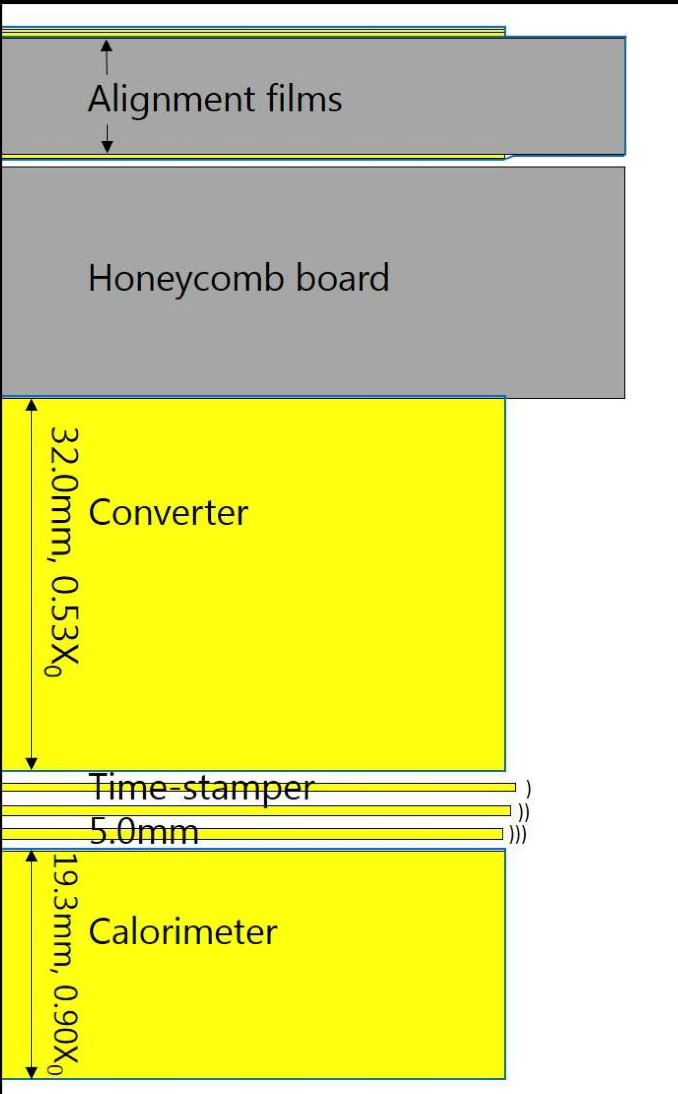 Alignment films
Honeycomb board
32.0mm, 0.53X₀
Converter
Time-stamper
)
))
5.0mm
)))
19.3mm, 0.90X₀
Calorimeter